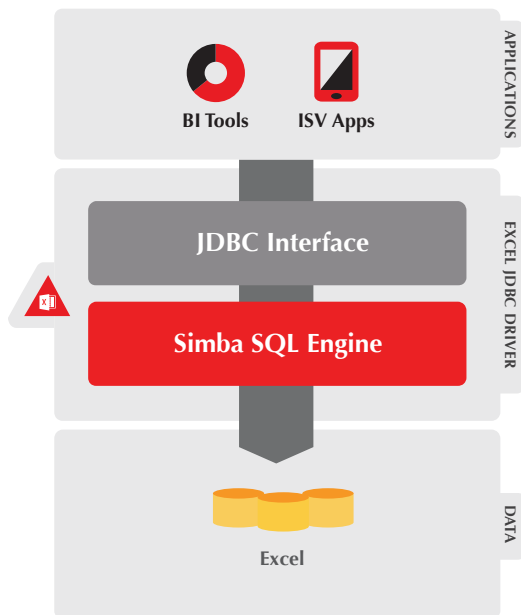 APPLICATIONS
BI Tools
ISV Apps
EXCEL JDBC DRIVER
JDBC Interface
X
Simba SQL Engine
DATA
Excel